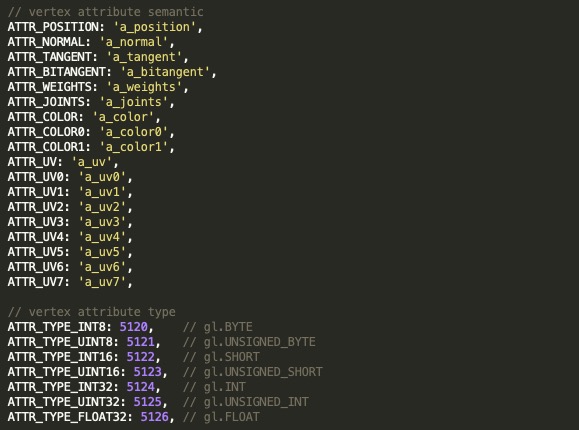 // vertex attribute semantic
ATTR_POSITION: 'a_position',
ATTR_NORMAL: 'a_normal',
ATTR_TANGENT: 'a_tangent',
ATTR_BITANGENT: 'a_bitangent',
ATTR_WEIGHTS: 'a_weights',
ATTR_JOINTS: 'a_joints',
ATTR_COLOR: 'a_color',
ATTR_COLOR0: 'a_color0',
ATTR_COLOR1: 'a_color1',
ATTR_UV: 'a_uv',
ATTR_UV0: 'a_uv0',
ATTR_UV1: 'a_uv1',
ATTR_UV2: 'a_uv2',
ATTR_UV3: 'a_uv3',
ATTR_UV4: 'a_uv4',
ATTR_UV5: 'a_uv5',
ATTR_UV6: 'a_uv6',
ATTR_UV7: 'a_uv7',
// vertex attribute type
ATTR_TYPE_INT8: 5120,    // gl.BYTE
ATTR_TYPE_UINT8: 5121,   // gl.UNSIGNED_BYTE
ATTR_TYPE_INT16: 5122,   // gl.SHORT
ATTR_TYPE_UINT16: 5123,  // gl.UNSIGNED_SHORT
ATTR_TYPE_INT32: 5124,   // gl.INT
ATTR_TYPE_UINT32: 5125,  // gl.UNSIGNED_INT
ATTR_TYPE_FLOAT32: 5126, // gl.FLOAT